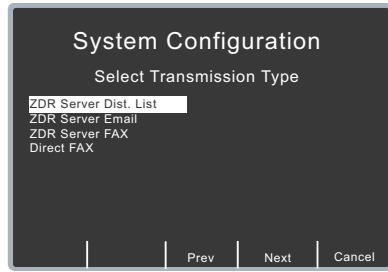 System Configuration
Select Transmission Type
ZDR Server Dist. List
ZDR Server Email
ZDR Server FAX
Direct FAX
Prev Next Cancel